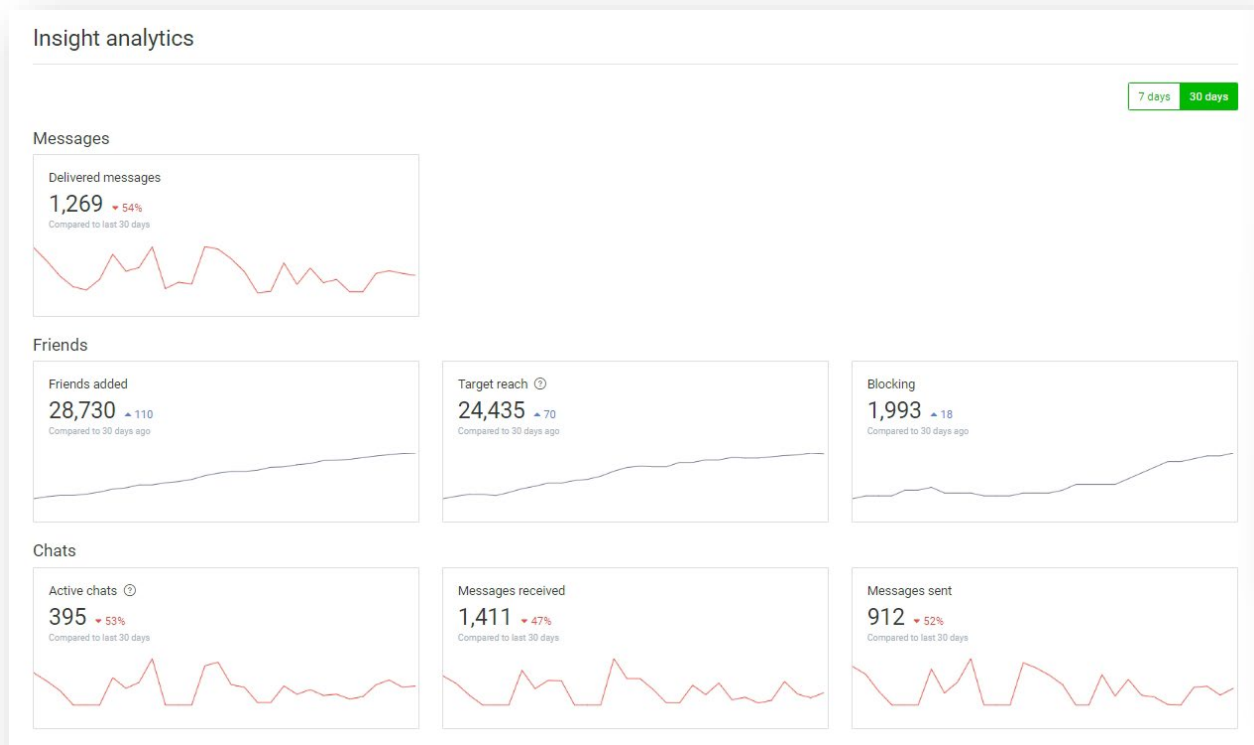 Insight analytics
7 days 30 days
Messages
Delivered messages
1,269 ▼ 54%
Compared to last 30 days
Friends
Friends added
28,730 ▲ 110
Compared to 30 days ago
Target reach ?
24,435 ▲ 70
Compared to 30 days ago
Blocking
1,993 ▲ 18
Compared to 30 days ago
Chats
Active chats ?
395 ▼ 53%
Compared to last 30 days
Messages received
1,411 ▼ 47%
Compared to last 30 days
Messages sent
912 ▼ 52%
Compared to last 30 days